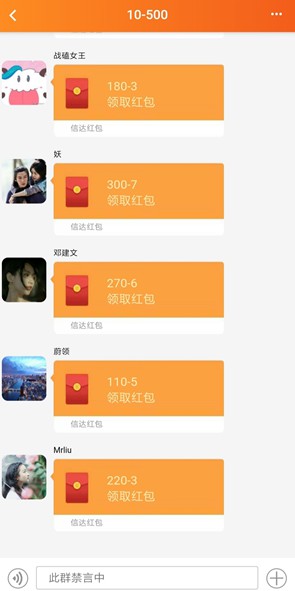 10-500
战磕女王
180-3
领取红包
信达红包
妖
300-7
领取红包
信达红包
邓建文
270-6
领取红包
信达红包
蔚领
110-5
领取红包
信达红包
Mrliu
220-3
领取红包
信达红包
此群禁言中